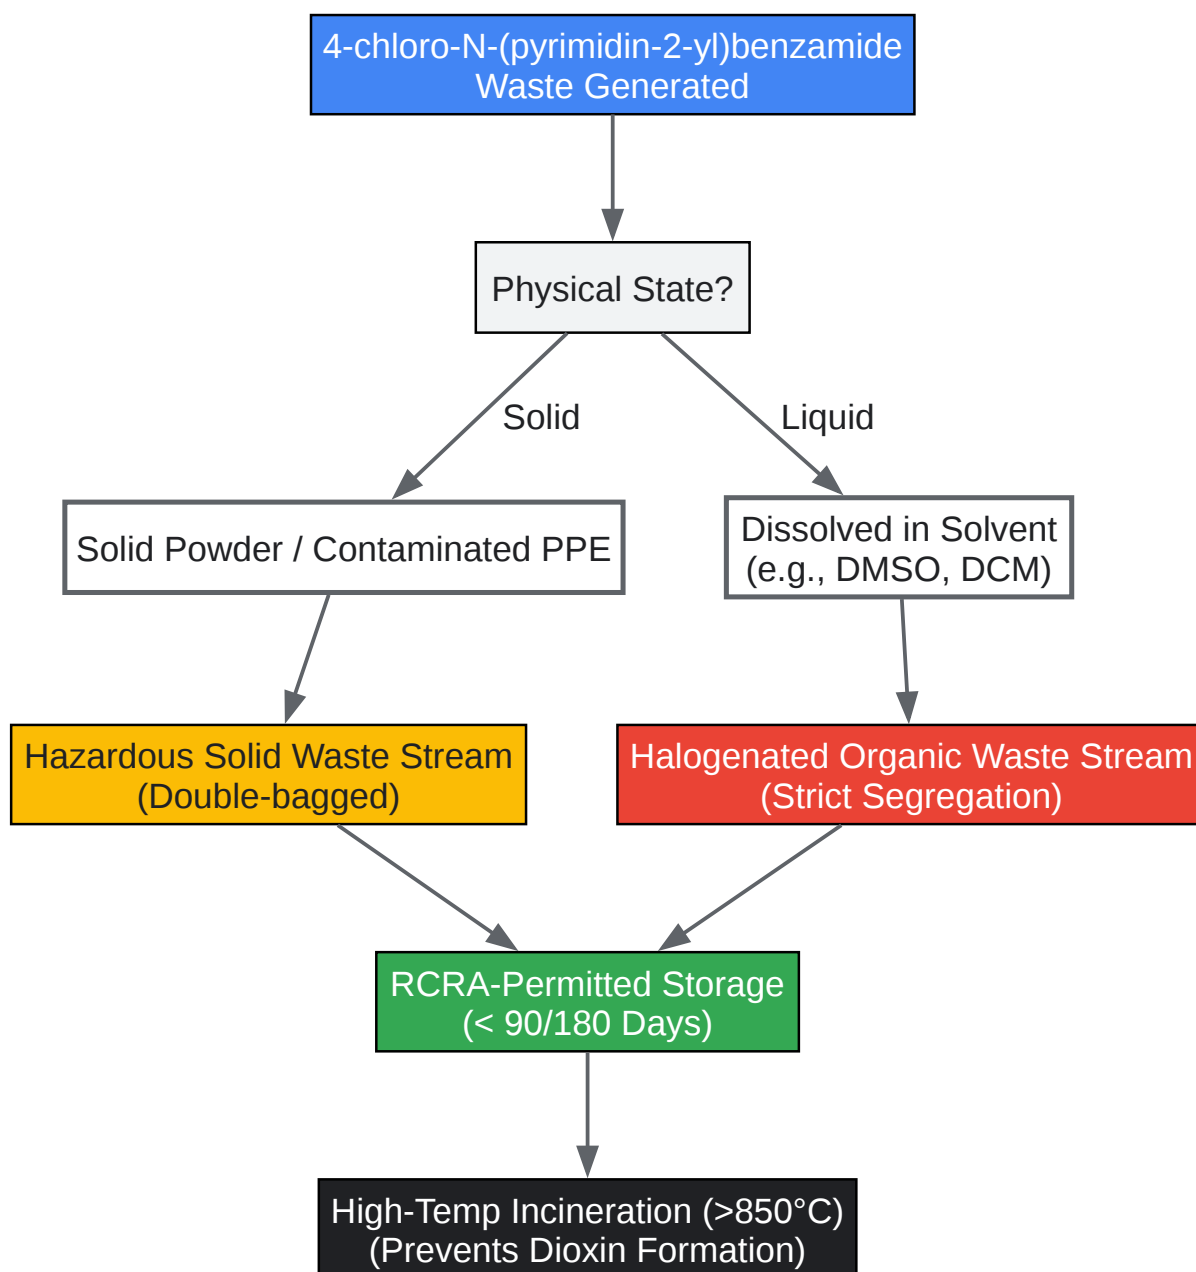 4-chloro-N-(pyrimidin-2-yl)benzamide
Waste Generated
Physical State?
Solid
Liquid
Solid Powder / Contaminated PPE
Dissolved in Solvent
(e.g., DMSO, DCM)
Hazardous Solid Waste Stream
(Double-bagged)
Halogenated Organic Waste Stream
(Strict Segregation)
RCRA-Permitted Storage
(< 90/180 Days)
High-Temp Incineration (>850°C)
(Prevents Dioxin Formation)